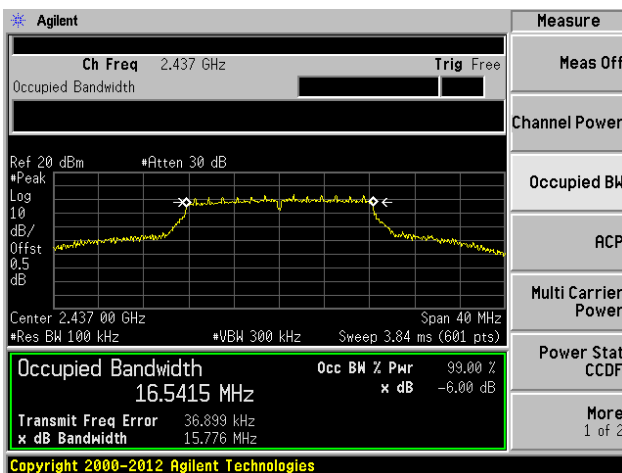 Agilent
Measure
Ch Freq 2.437 GHz Trig Free
Occupied Bandwidth
Meas Off
Channel Power
Occupied BW
ACP
Multi Carrier
Power
Power Stat
CCDF
More
1 of 2
Ref 20 dBm #Atten 30 dB
#Peak
Log
10
dB/
Offst
0.5
dB
Center 2.437 00 GHz Span 40 MHz
#Res BW 100 kHz #VBW 300 kHz Sweep 3.84 ms (601 pts)
Occupied Bandwidth Occ BW % Pwr 99.00 %
16.5415 MHz x dB -6.00 dB
Transmit Freq Error 36.899 kHz
x dB Bandwidth 15.776 MHz
Copyright 2000-2012 Agilent Technologies